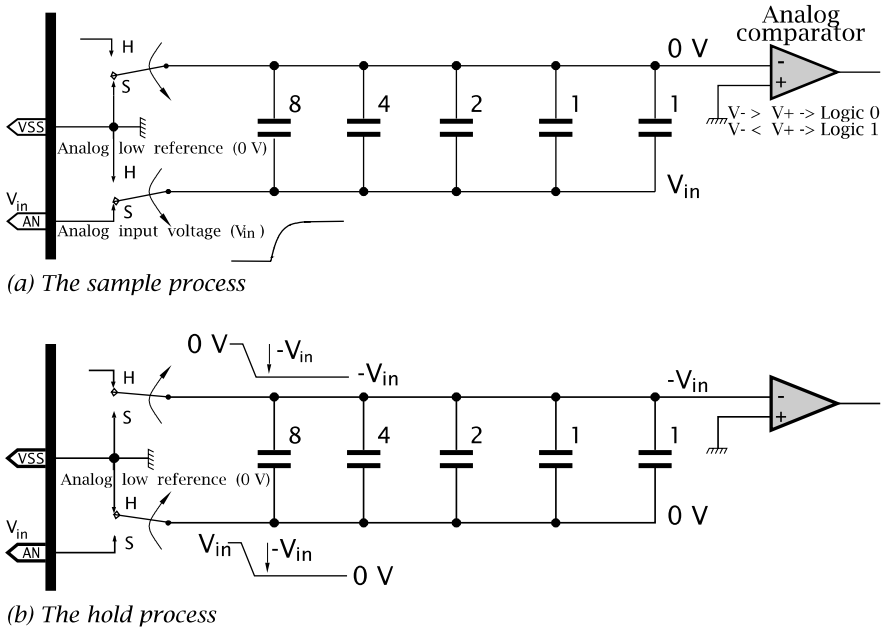 Analog
comparator
0 V
H
S
8 4 2 1 1
-
+
V- > V+ -> Logic 0
V- < V+ -> Logic 1
VSS
Analog low reference (0 V)
H
Vin
S
Vin
AN
Analog input voltage (Vin)
(a) The sample process
0 V
-Vin
-Vin
-Vin
H
S
8 4 2 1 1
-
+
VSS
Analog low reference (0 V)
H
Vin
S
Vin
-Vin
0 V
0 V
AN
(b) The hold process